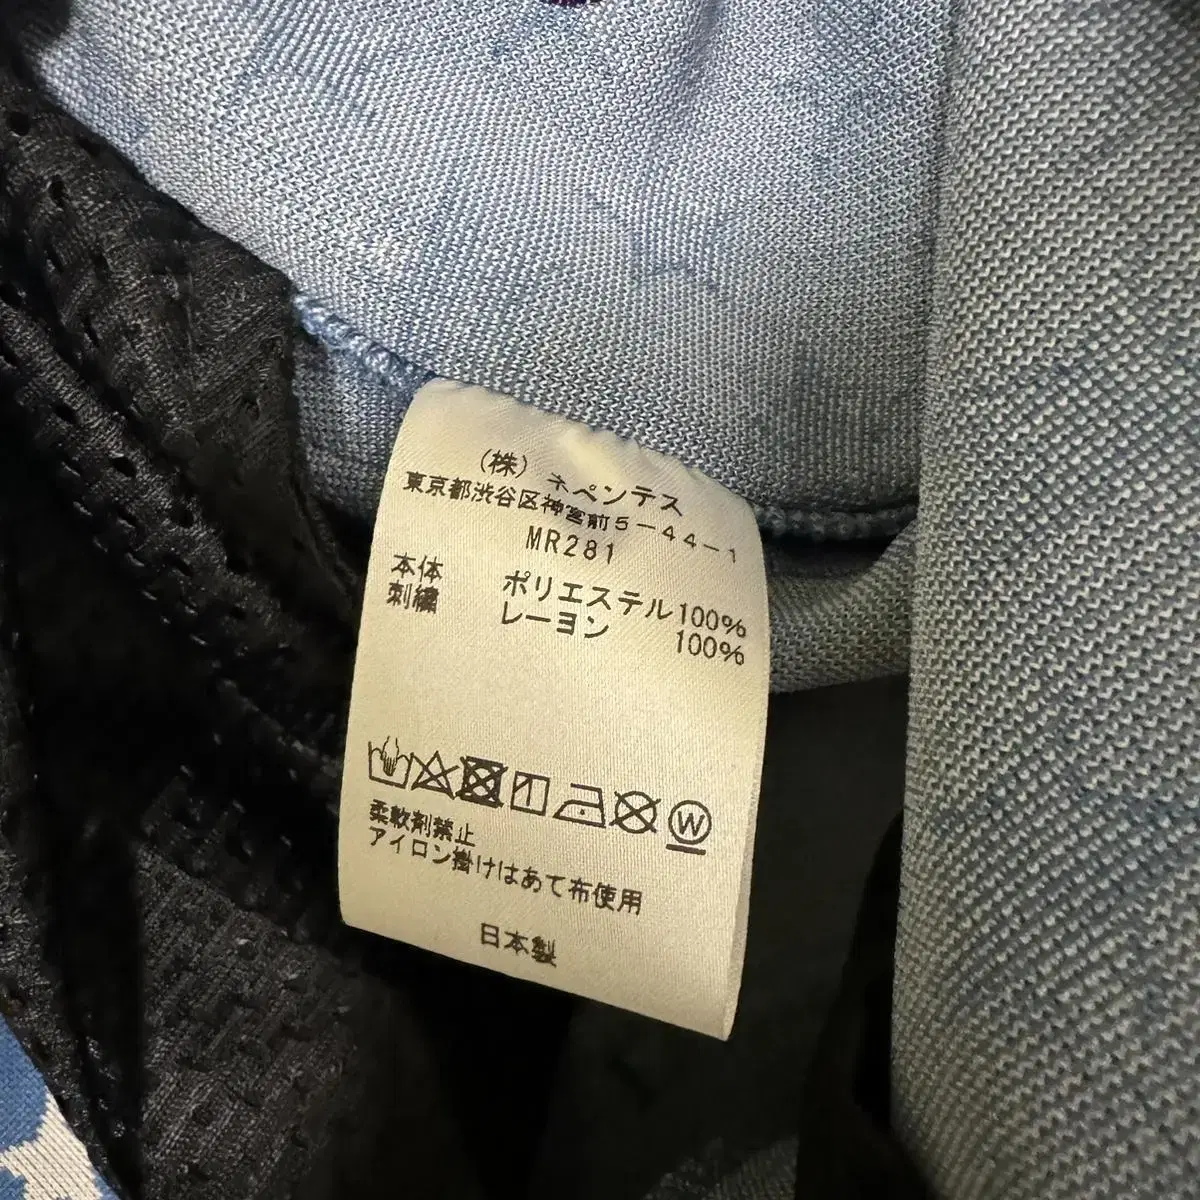 (株) ネペンテス
東京都渋谷区神宮前5-44-1
MR281
本体 ポリエステル100%
刺繍 レーヨン 100%
W
柔軟剤禁止
アイロン掛けはあて布使用
日本製